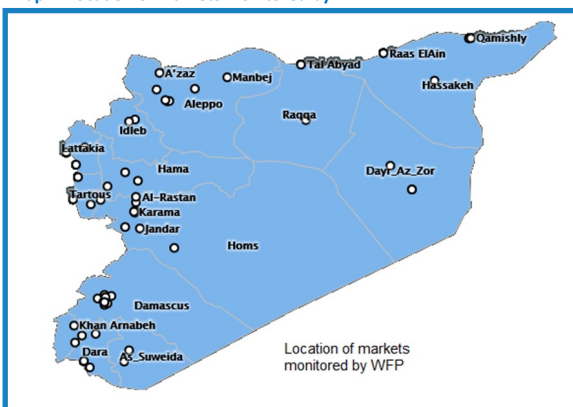 A'zaz
Manbej
Tal Abyad
Raas ElAin
Qamishly
Hassakeh
Aleppo
Raqqa
Idleb
Lattakia
Hama
Dayr_Az_Zor
Tartous
Al-Rastan
Karama
Jandar
Homs
Damascus
Khan Arnabeh
Dara
As_Suweida
Location of markets
monitored by WFP